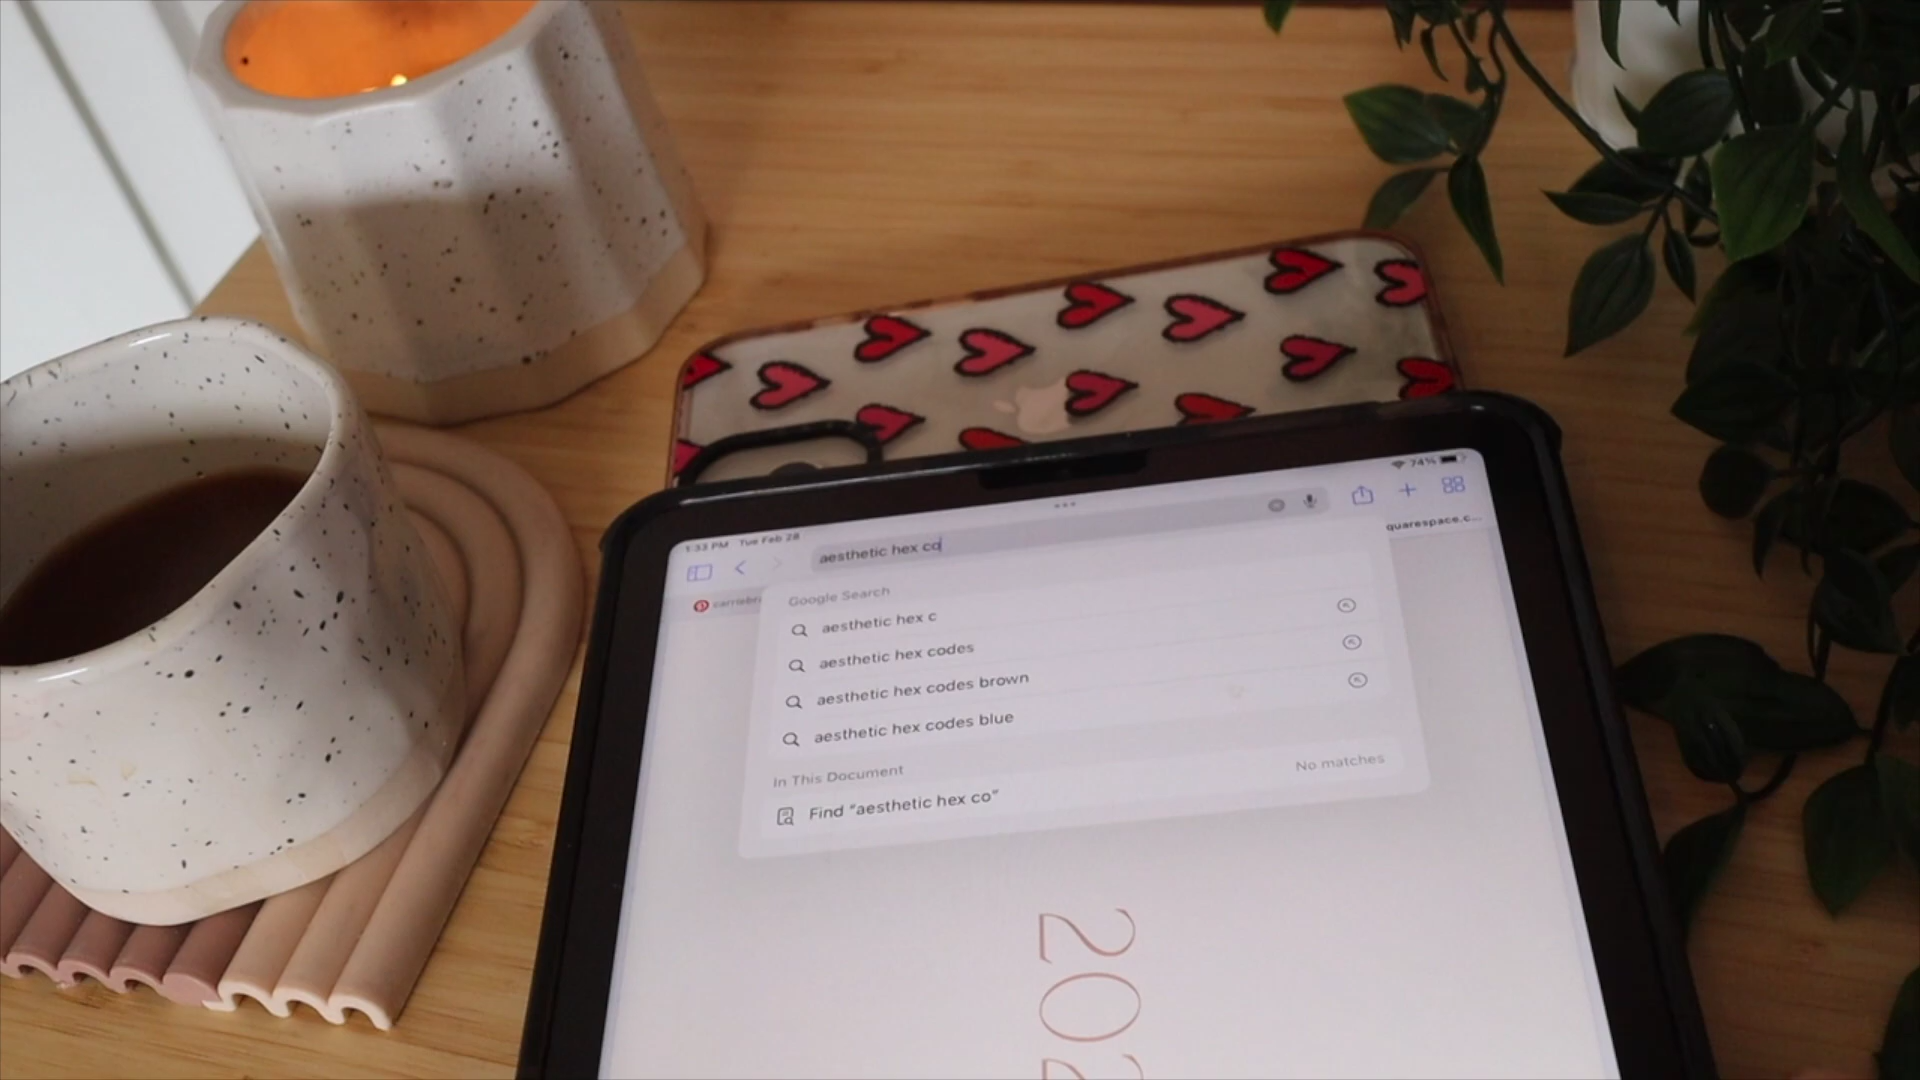 1:33 PM Tue Feb 28
74%
aesthetic hex co
quarespace.c...
Google Search
aesthetic hex c
aesthetic hex codes
aesthetic hex codes brown
aesthetic hex codes blue
In This Document
No matches
Find “aesthetic hex co”
202